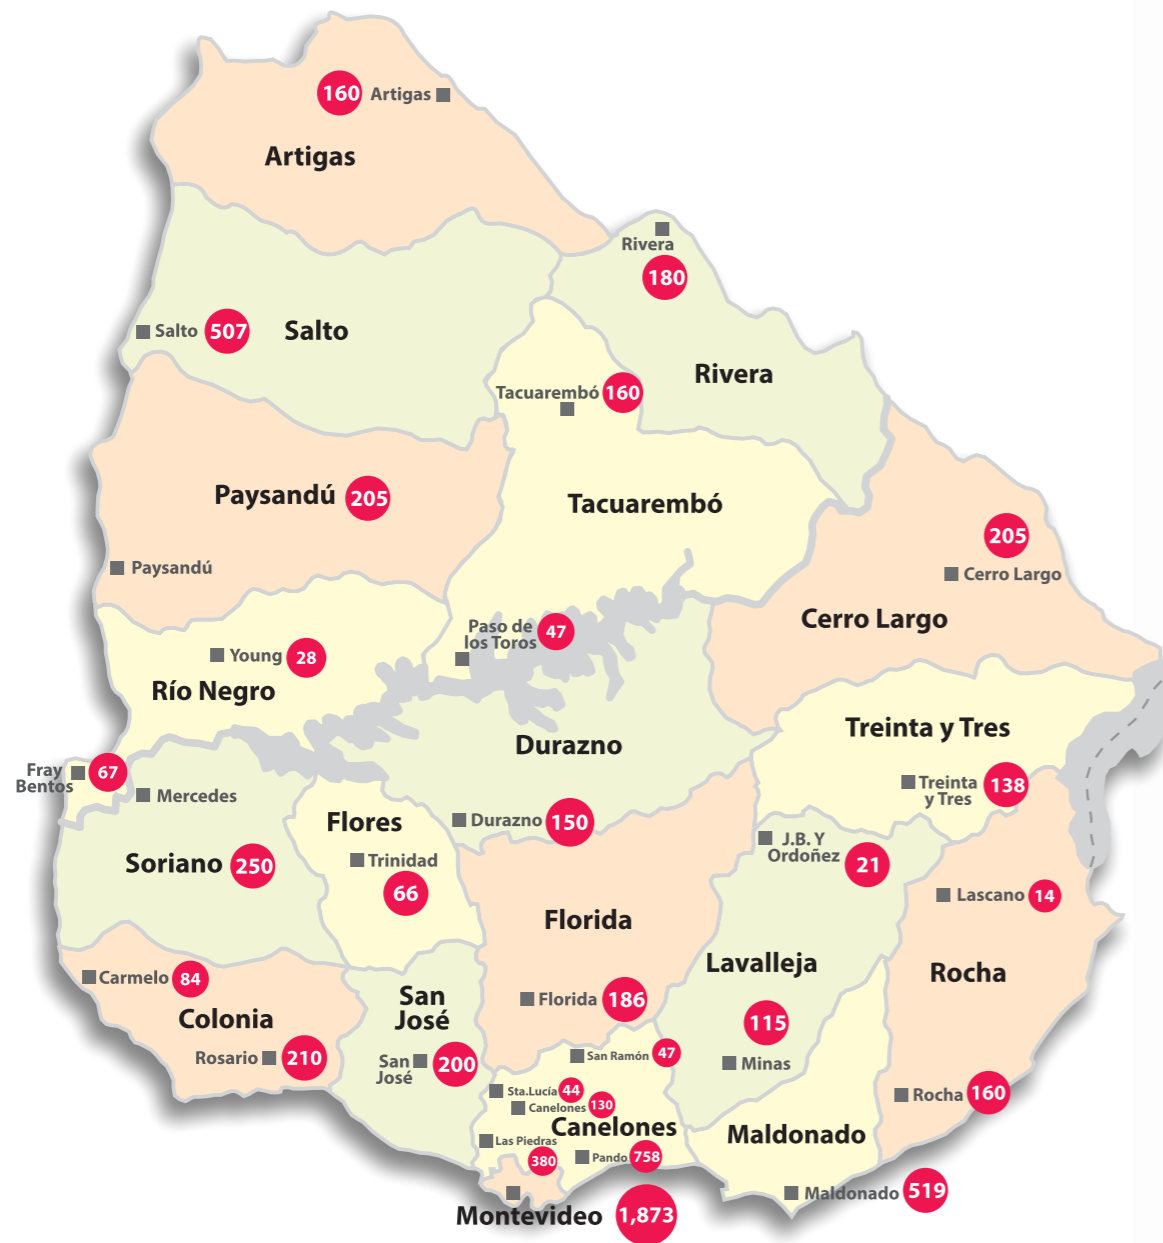 160 Artigas
Artigas
Rivera
180
Salto 507 Salto
Rivera
Tacuarembó 160
Paysandú 205
Tacuarembó
205
Paysandú
Cerro Largo
Cerro Largo
Paso de
los Toros
47
Young 28
Río Negro
Treinta y Tres
Durazno
Fray
Bentos
67
Mercedes
Treinta
y Tres
138
Flores
Durazno 150
J.B. Y
Ordoñez
21
Soriano 250
Trinidad
66
Lascano 14
Florida
Lavalleja
Rocha
Carmelo 84
San
José
Florida 186
Colonia
115
Rosario 210
San
José
200
San Ramón 47
Minas
Sta.Lucía 44
Canelones 130
Rocha 160
Canelones
Maldonado
Las Piedras
380
Pando 758
Maldonado 519
Montevideo 1,873